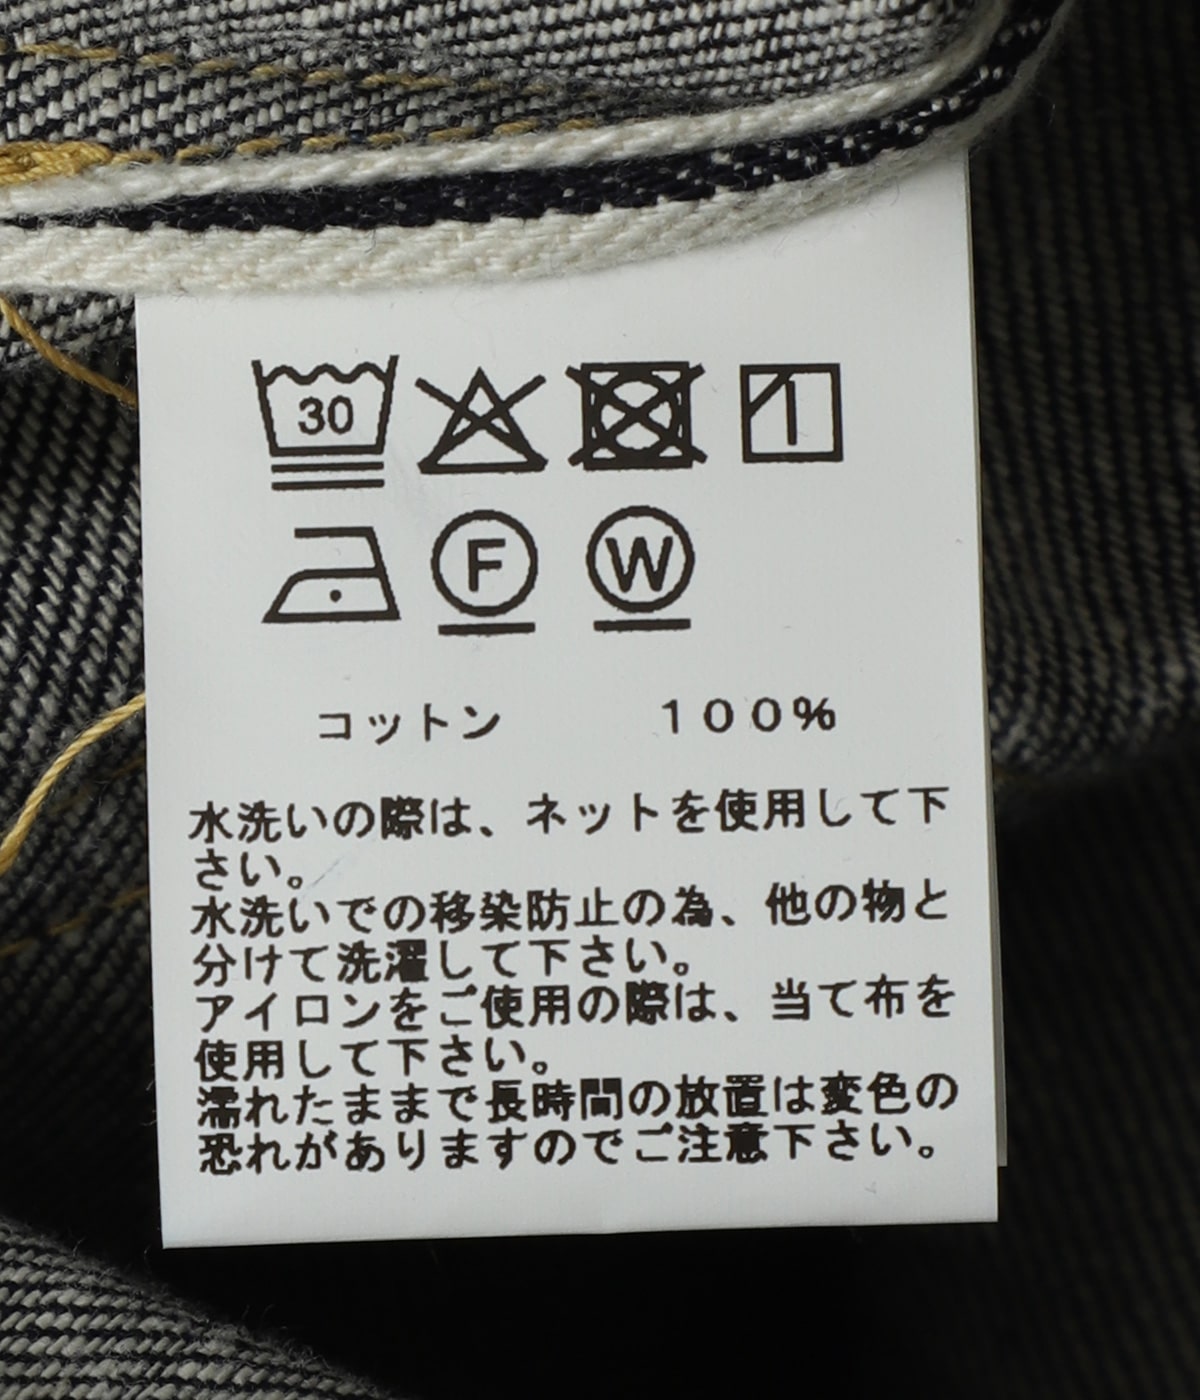 30
F W
コットン 100%
水洗いの際は、ネットを使用して下
さい。
水洗いでの移染防止の為、他の物と
分けて洗濯して下さい。
アイロンをご使用の際は、当て布を
使用して下さい。
濡れたままで長時間の放置は変色の
恐れがありますのでご注意下さい。